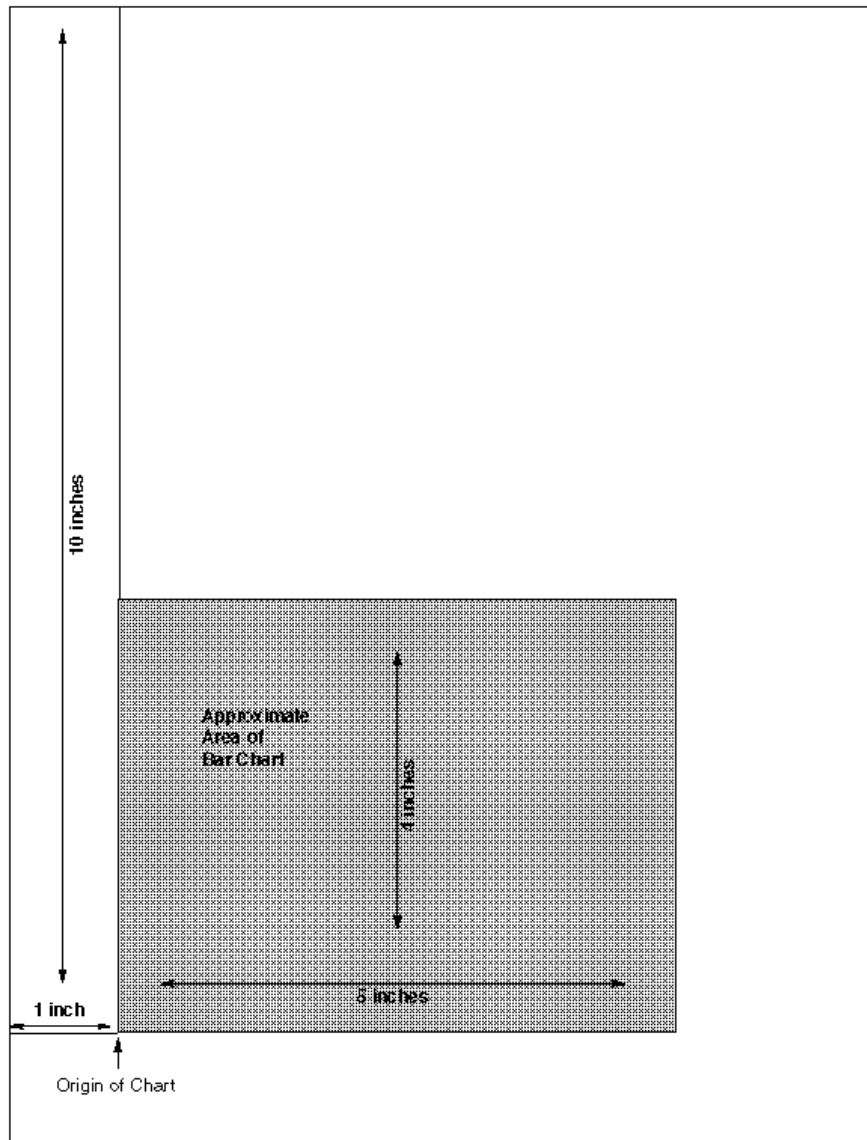 10 inches
Approximate
Area of
Bar Chart
4 inches
5 inches
1 inch
Origin of Chart